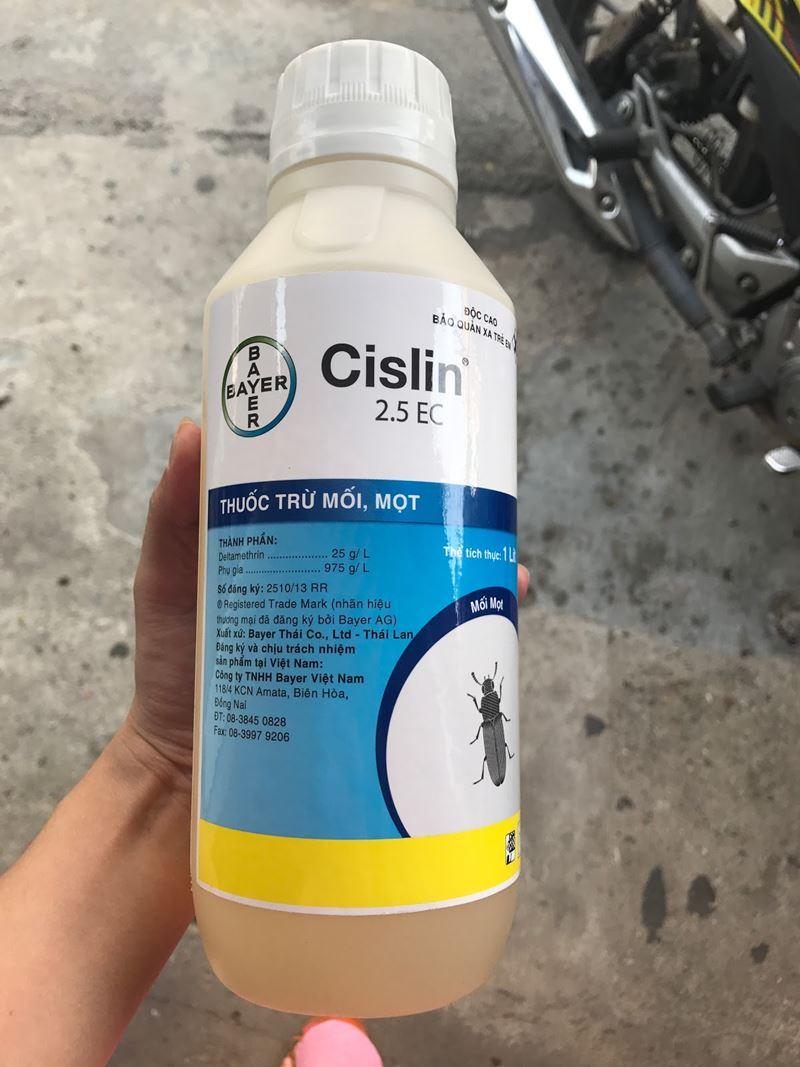 ĐỘC CAO
BẢO QUẢN XA TRẺ EM
BAYER
BAYER
Cislin®
2.5 EC
THUỐC TRỪ MỐI, MỌT
THÀNH PHẦN:
Deltamethrin ................... 25 g/ L
Phụ gia ......................... 975 g/ L
Thể tích thực: 1 Lít
Số đăng ký: 2510/13 RR
® Registered Trade Mark (nhãn hiệu
thương mại đã đăng ký bởi Bayer AG)
Xuất xứ: Bayer Thái Co., Ltd - Thái Lan
Đăng ký và chịu trách nhiệm
sản phẩm tại Việt Nam:
Công ty TNHH Bayer Việt Nam
118/4 KCN Amata, Biên Hòa,
Đồng Nai
ĐT: 08-3845 0828
Fax: 08-3997 9206
Mối Mọt